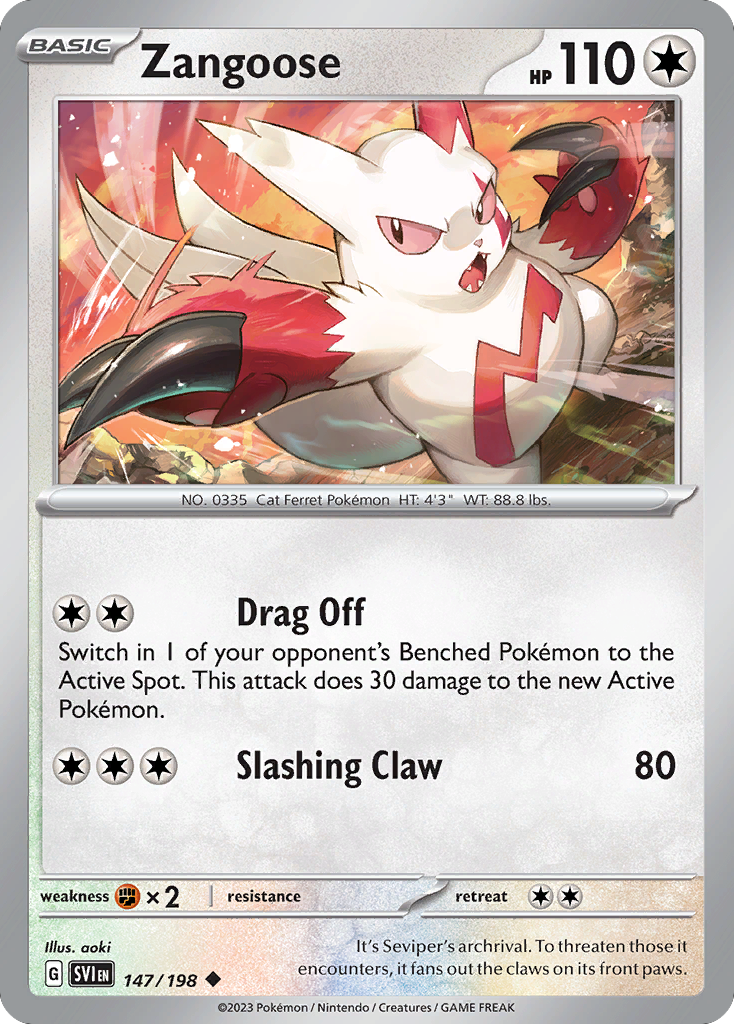 BASIC
Zangoose
HP 110
NO. 0335 Cat Ferret Pokémon HT: 4'3" WT: 88.8 lbs.
Drag Off
Switch in 1 of your opponent's Benched Pokémon to the
Active Spot. This attack does 30 damage to the new Active
Pokémon.
Slashing Claw 80
weakness ×2 resistance retreat
Illus. aoki
It's Seviper's archrival. To threaten those it
encounters, it fans out the claws on its front paws.
G SVI EN 147/198
©2023 Pokémon / Nintendo / Creatures / GAME FREAK